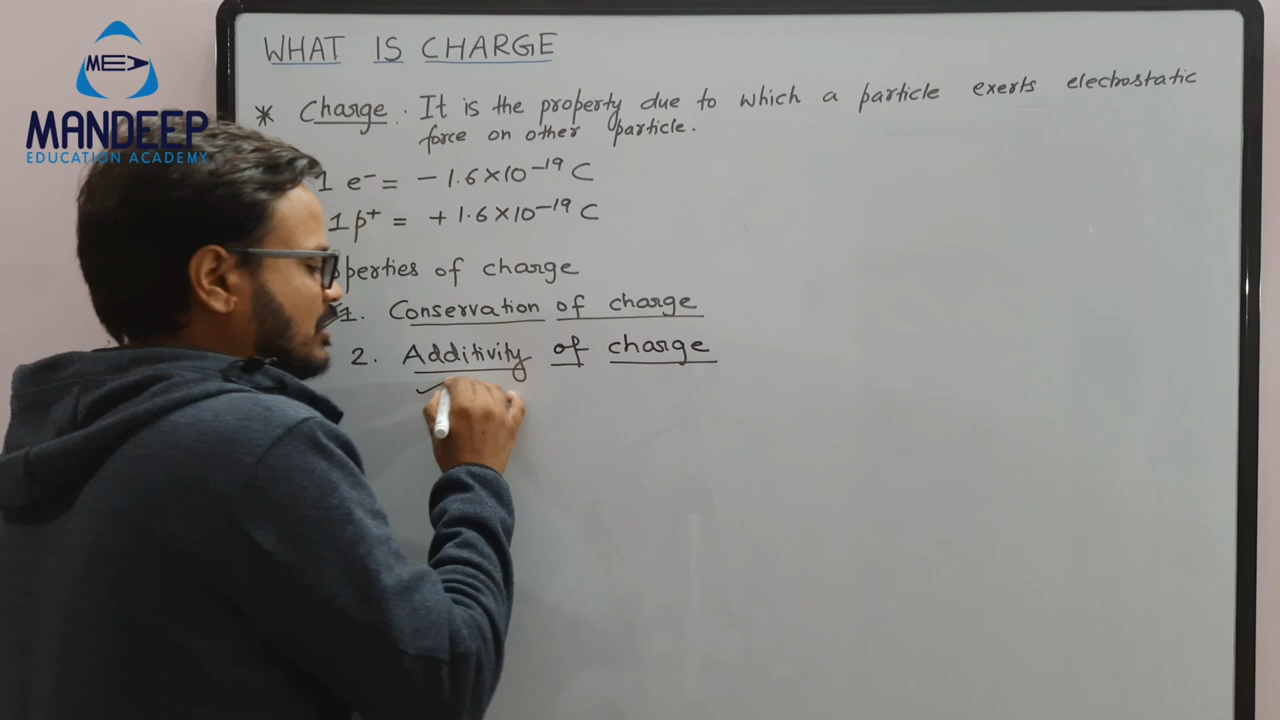 WHAT IS CHARGE
MEA
MANDEEP
EDUCATION ACADEMY
* Charge. It is the property due to which a particle exerts electrostatic
force on other particle.
1 e⁻ = - 1.6×10⁻¹⁹ C
1 p⁺ = + 1.6×10⁻¹⁹ C
of charge
1. Conservation of charge
2. Additivity of charge